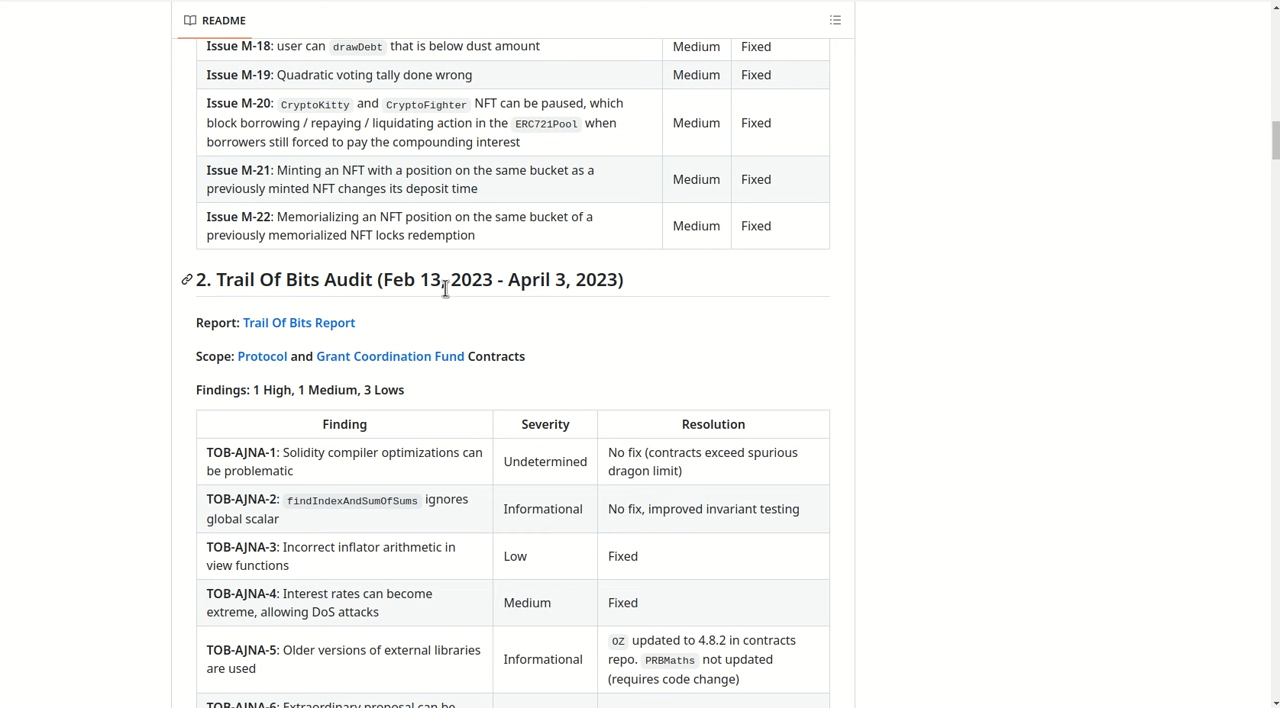 README
Issue M-18: user can drawDebt that is below dust amount Medium Fixed
Issue M-19: Quadratic voting tally done wrong Medium Fixed
Issue M-20: CryptoKitty and CryptoFighter NFT can be paused, which
block borrowing / repaying / liquidating action in the ERC721Pool when
borrowers still forced to pay the compounding interest
Medium Fixed
Issue M-21: Minting an NFT with a position on the same bucket as a
previously minted NFT changes its deposit time
Medium Fixed
Issue M-22: Memorializing an NFT position on the same bucket of a
previously memorialized NFT locks redemption
Medium Fixed
2. Trail Of Bits Audit (Feb 13, 2023 - April 3, 2023)
Report: Trail Of Bits Report
Scope: Protocol and Grant Coordination Fund Contracts
Findings: 1 High, 1 Medium, 3 Lows
Finding Severity Resolution
TOB-AJNA-1: Solidity compiler optimizations can
be problematic
Undetermined
No fix (contracts exceed spurious
dragon limit)
TOB-AJNA-2: findIndexAndSumOfSums ignores
global scalar
Informational
No fix, improved invariant testing
TOB-AJNA-3: Incorrect inflator arithmetic in
view functions
Low
Fixed
TOB-AJNA-4: Interest rates can become
extreme, allowing DoS attacks
Medium
Fixed
TOB-AJNA-5: Older versions of external libraries
are used
Informational
OZ updated to 4.8.2 in contracts
repo. PRBMaths not updated
(requires code change)
TOB-AJNA-6: Extraordinary proposal can be